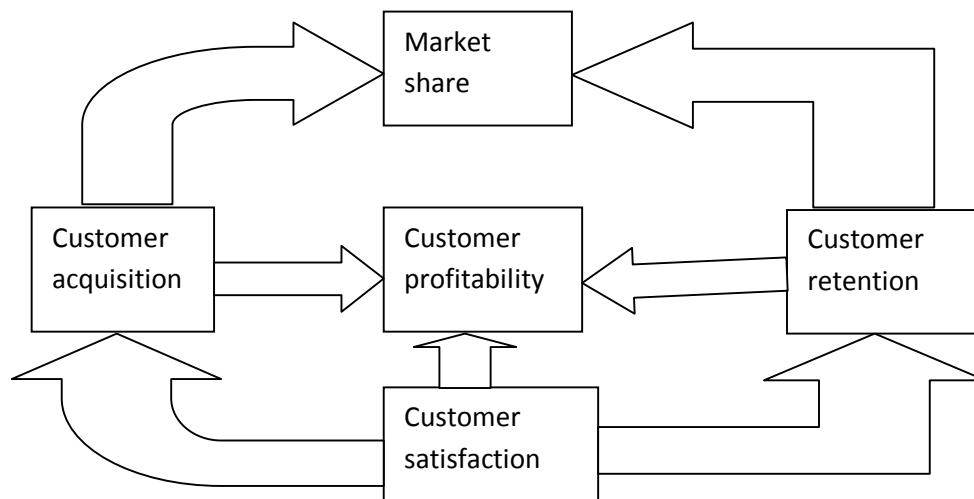 Market
share
Customer
acquisition
Customer
profitability
Customer
retention
Customer
satisfaction